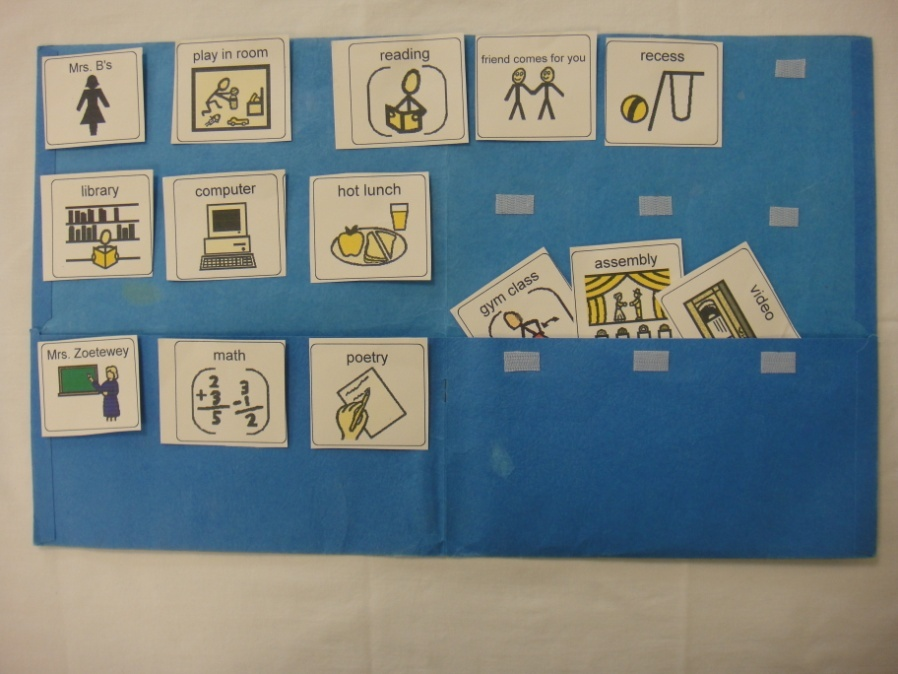 Mrs. B's
play in room
reading
friend comes for you
recess
library
computer
hot lunch
gym class
assembly
video
Mrs. Zoetewey
math
2
+3
5
3
-1
2
poetry